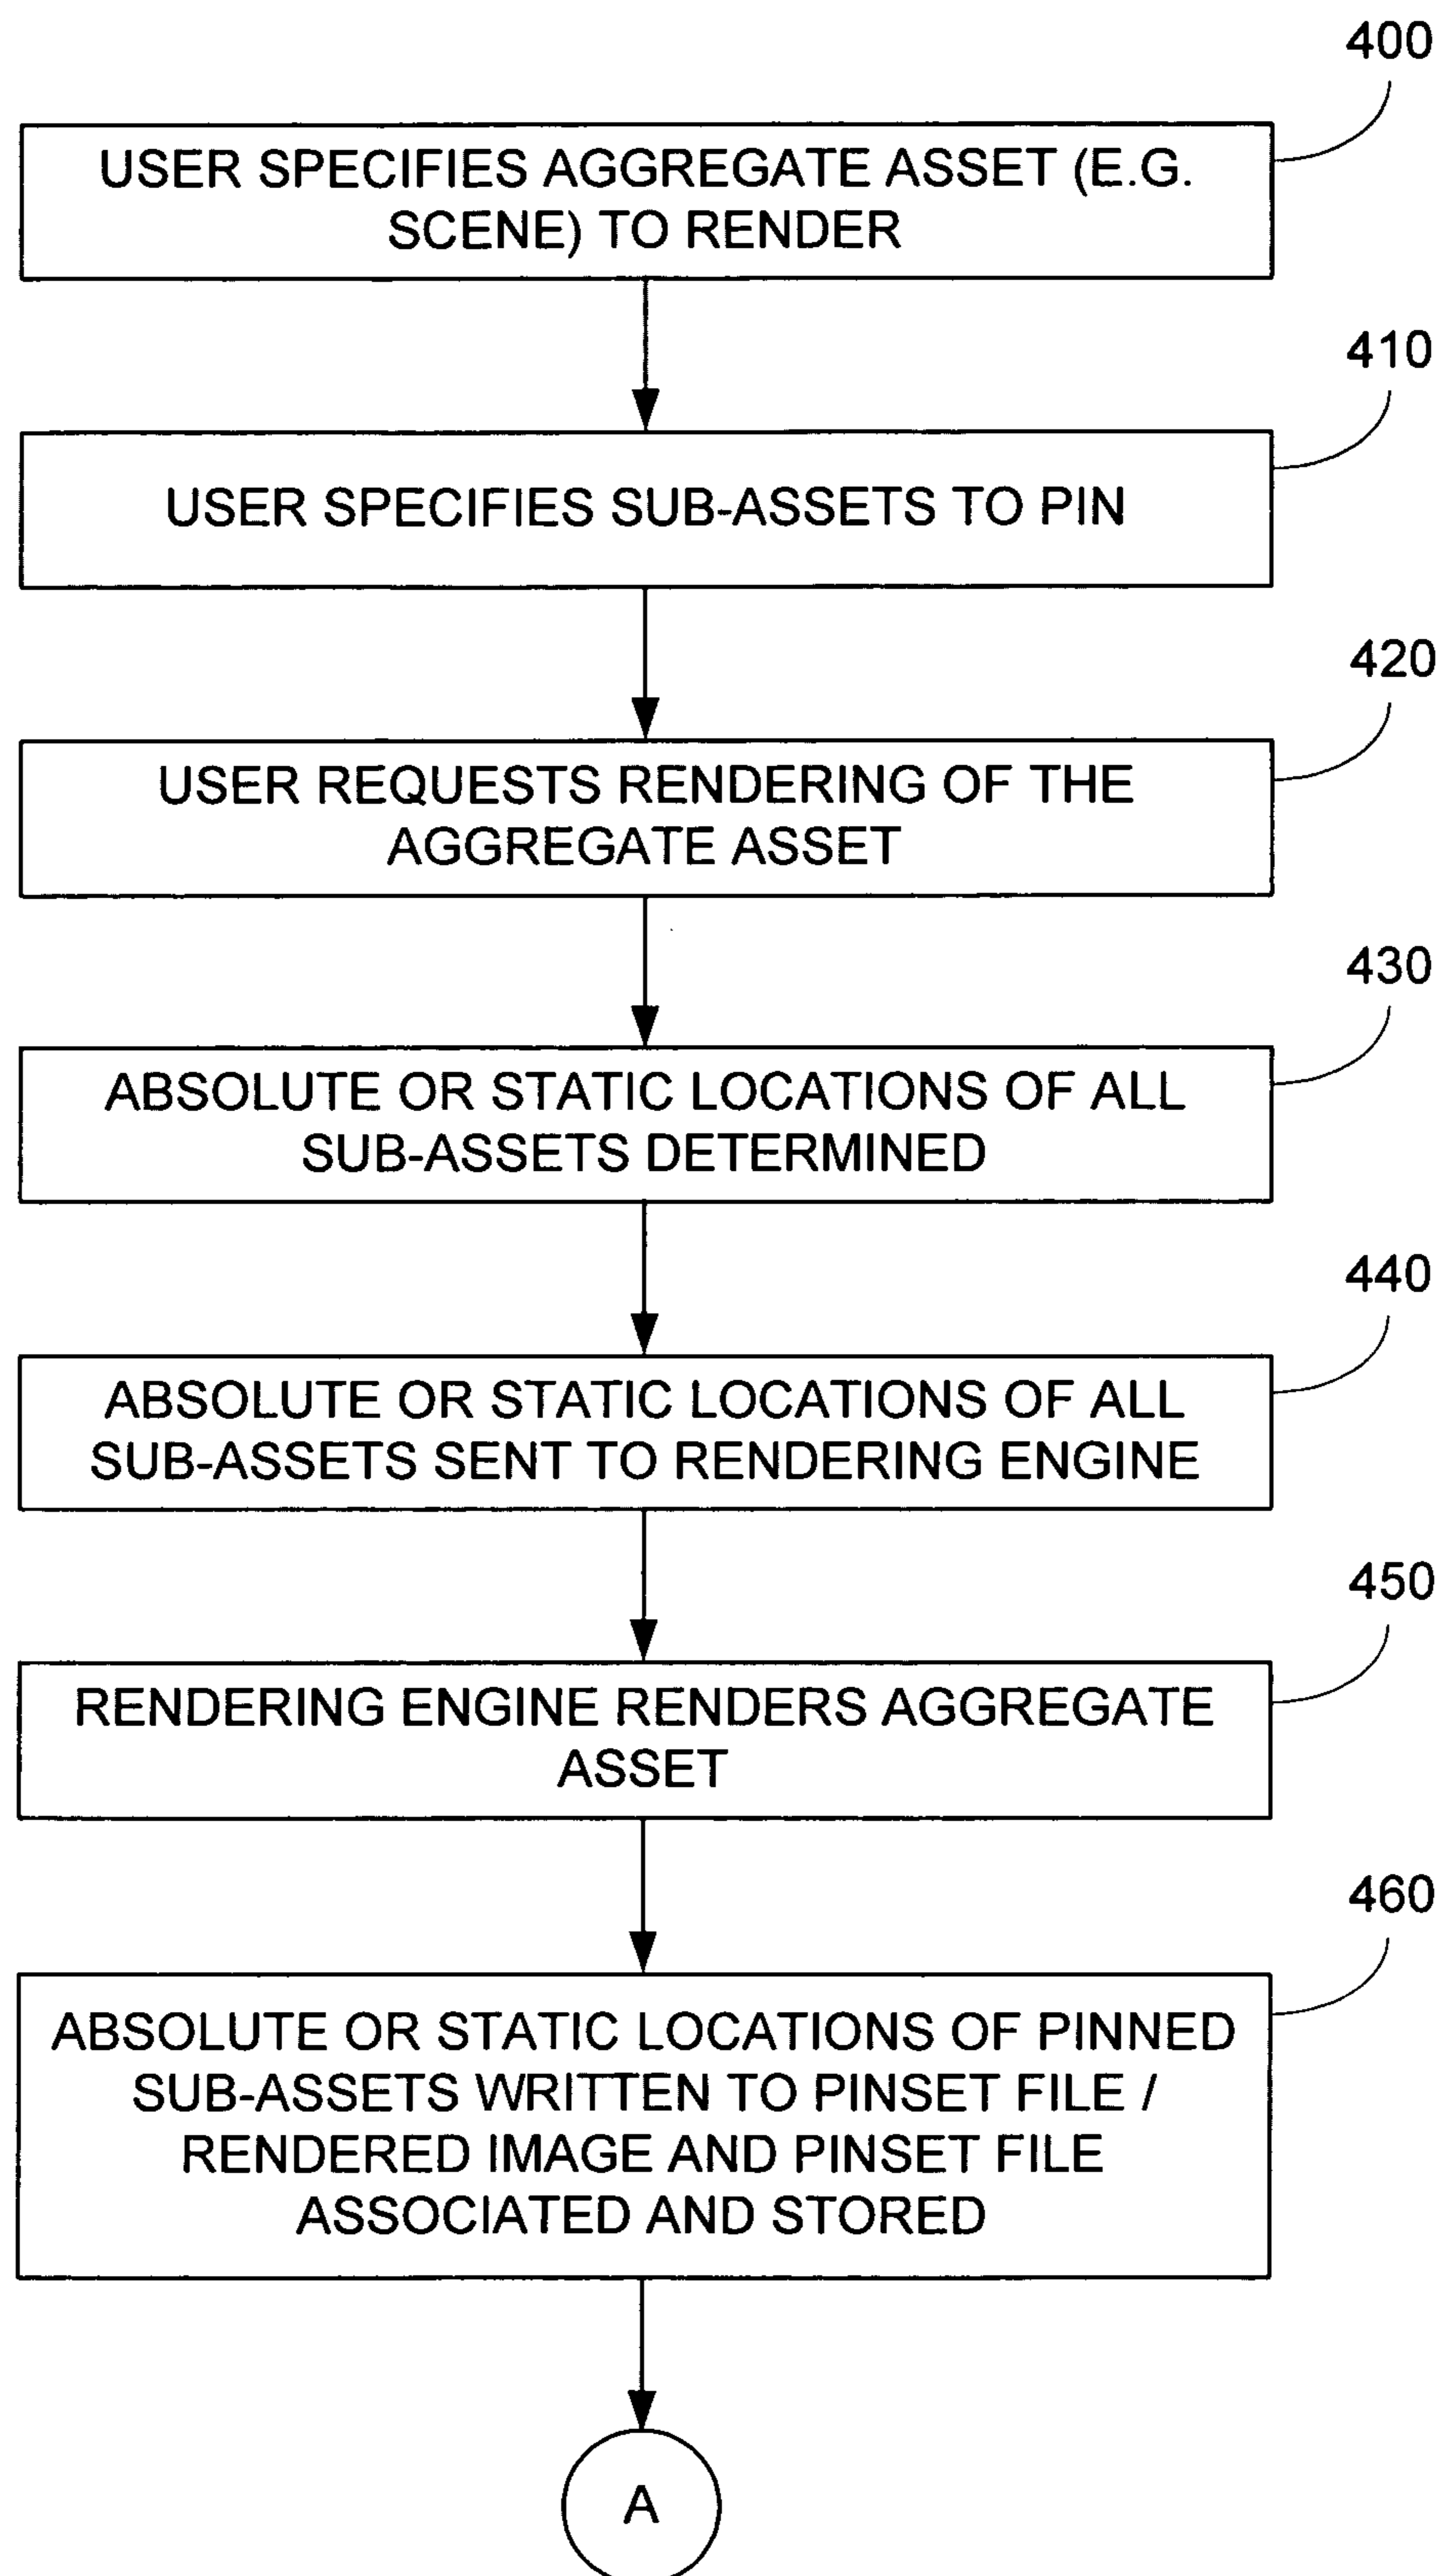 400
USER SPECIFIES AGGREGATE ASSET (E.G.
SCENE) TO RENDER
410
USER SPECIFIES SUB-ASSETS TO PIN
420
USER REQUESTS RENDERING OF THE
AGGREGATE ASSET
430
ABSOLUTE OR STATIC LOCATIONS OF ALL
SUB-ASSETS DETERMINED
440
ABSOLUTE OR STATIC LOCATIONS OF ALL
SUB-ASSETS SENT TO RENDERING ENGINE
450
RENDERING ENGINE RENDERS AGGREGATE
ASSET
460
ABSOLUTE OR STATIC LOCATIONS OF PINNED
SUB-ASSETS WRITTEN TO PINSET FILE /
RENDERED IMAGE AND PINSET FILE
ASSOCIATED AND STORED
A